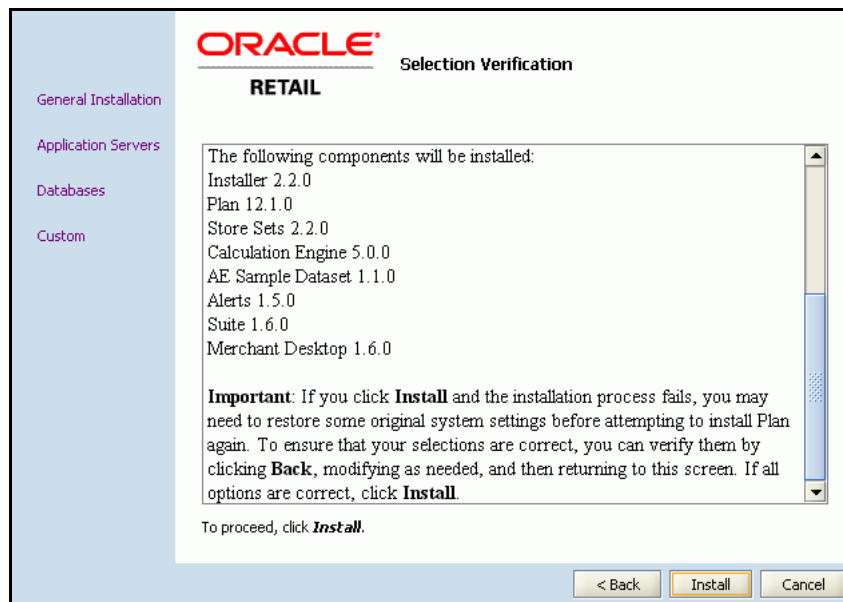 ORACLE
RETAIL
Selection Verification
General Installation
Application Servers
Databases
Custom
The following components will be installed:
Installer 2.2.0
Plan 12.1.0
Store Sets 2.2.0
Calculation Engine 5.0.0
AE Sample Dataset 1.1.0
Alerts 1.5.0
Suite 1.6.0
Merchant Desktop 1.6.0
Important: If you click Install and the installation process fails, you may
need to restore some original system settings before attempting to install Plan
again. To ensure that your selections are correct, you can verify them by
clicking Back, modifying as needed, and then returning to this screen. If all
options are correct, click Install.
To proceed, click Install.
< Back
Install
Cancel